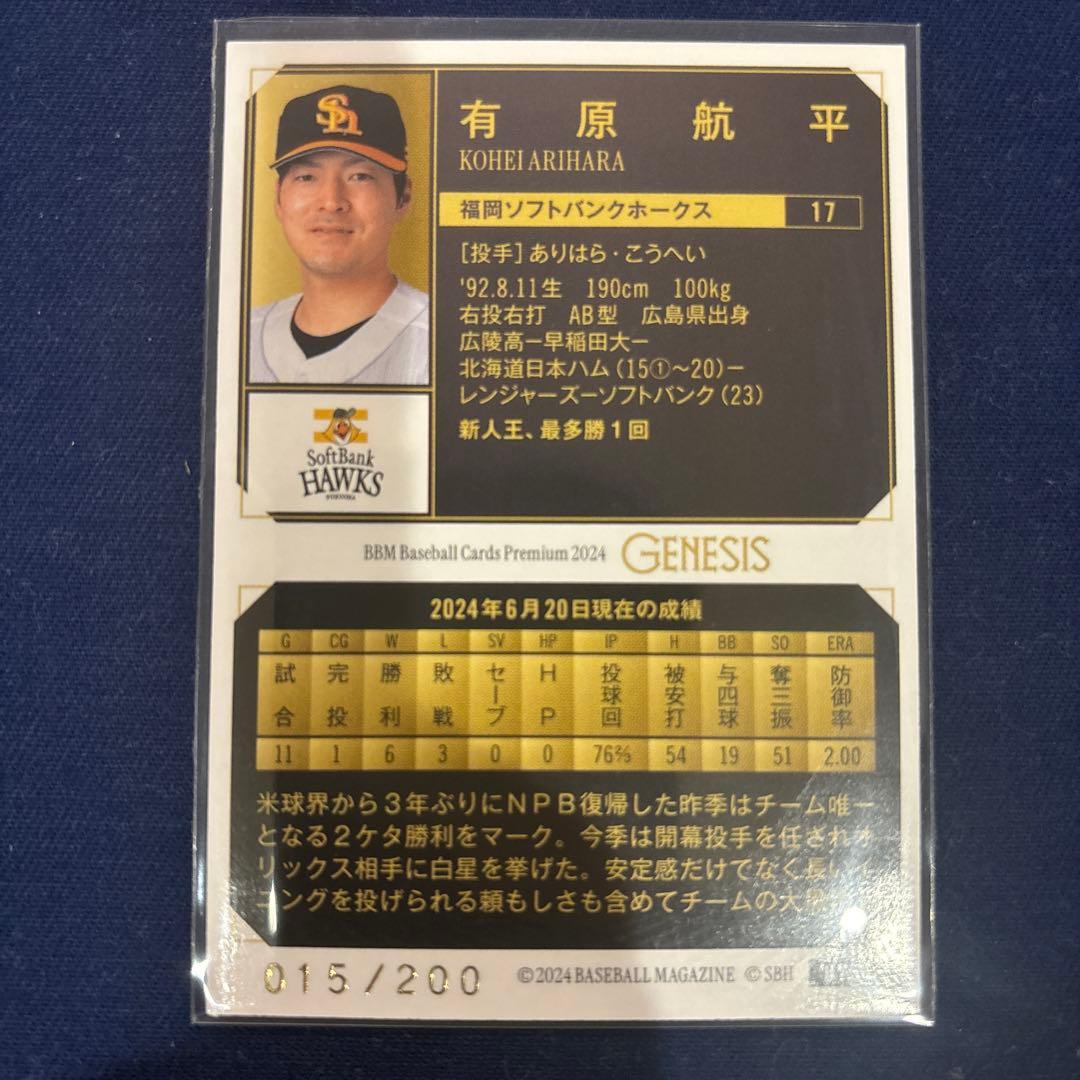 Sh
有原航平
KOHEI ARIHARA
福岡ソフトバンクホークス 17
[投手] ありはら・こうへい
'92.8.11生 190cm 100kg
右投右打 AB型 広島県出身
広陵高ー早稲田大ー
北海道日本ハム(15①〜20)ー
レンジャーズーソフトバンク(23)
新人王、最多勝1回
SoftBank
HAWKS
BBM Baseball Cards Premium 2024 GENESIS
2024年6月20日現在の成績
G CG W L SV HP IP H BB SO ERA
試合 完投 勝利 敗戦 セーブ HP 投球回 被安打 与四球 奪三振 防御率
11 1 6 3 0 0 76⅔ 54 19 51 2.00
米球界から3年ぶりにNPB復帰した昨季はチーム唯一
となる2ケタ勝利をマーク。今季は開幕投手を任されオ
リックス相手に白星を挙げた。安定感だけでなく長いイ
ニングを投げられる頼もしさも含めてチームの大
015/200 ©2024 BASEBALL MAGAZINE ©SBH